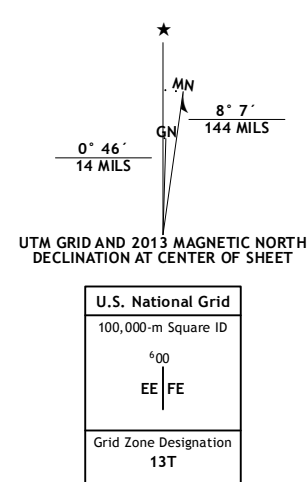 ★
MN
GN
8° 7´
144 MILS
0° 46´
14 MILS
UTM GRID AND 2013 MAGNETIC NORTH
DECLINATION AT CENTER OF SHEET
U.S. National Grid
100,000-m Square ID
⁶00
EE FE
Grid Zone Designation
13T